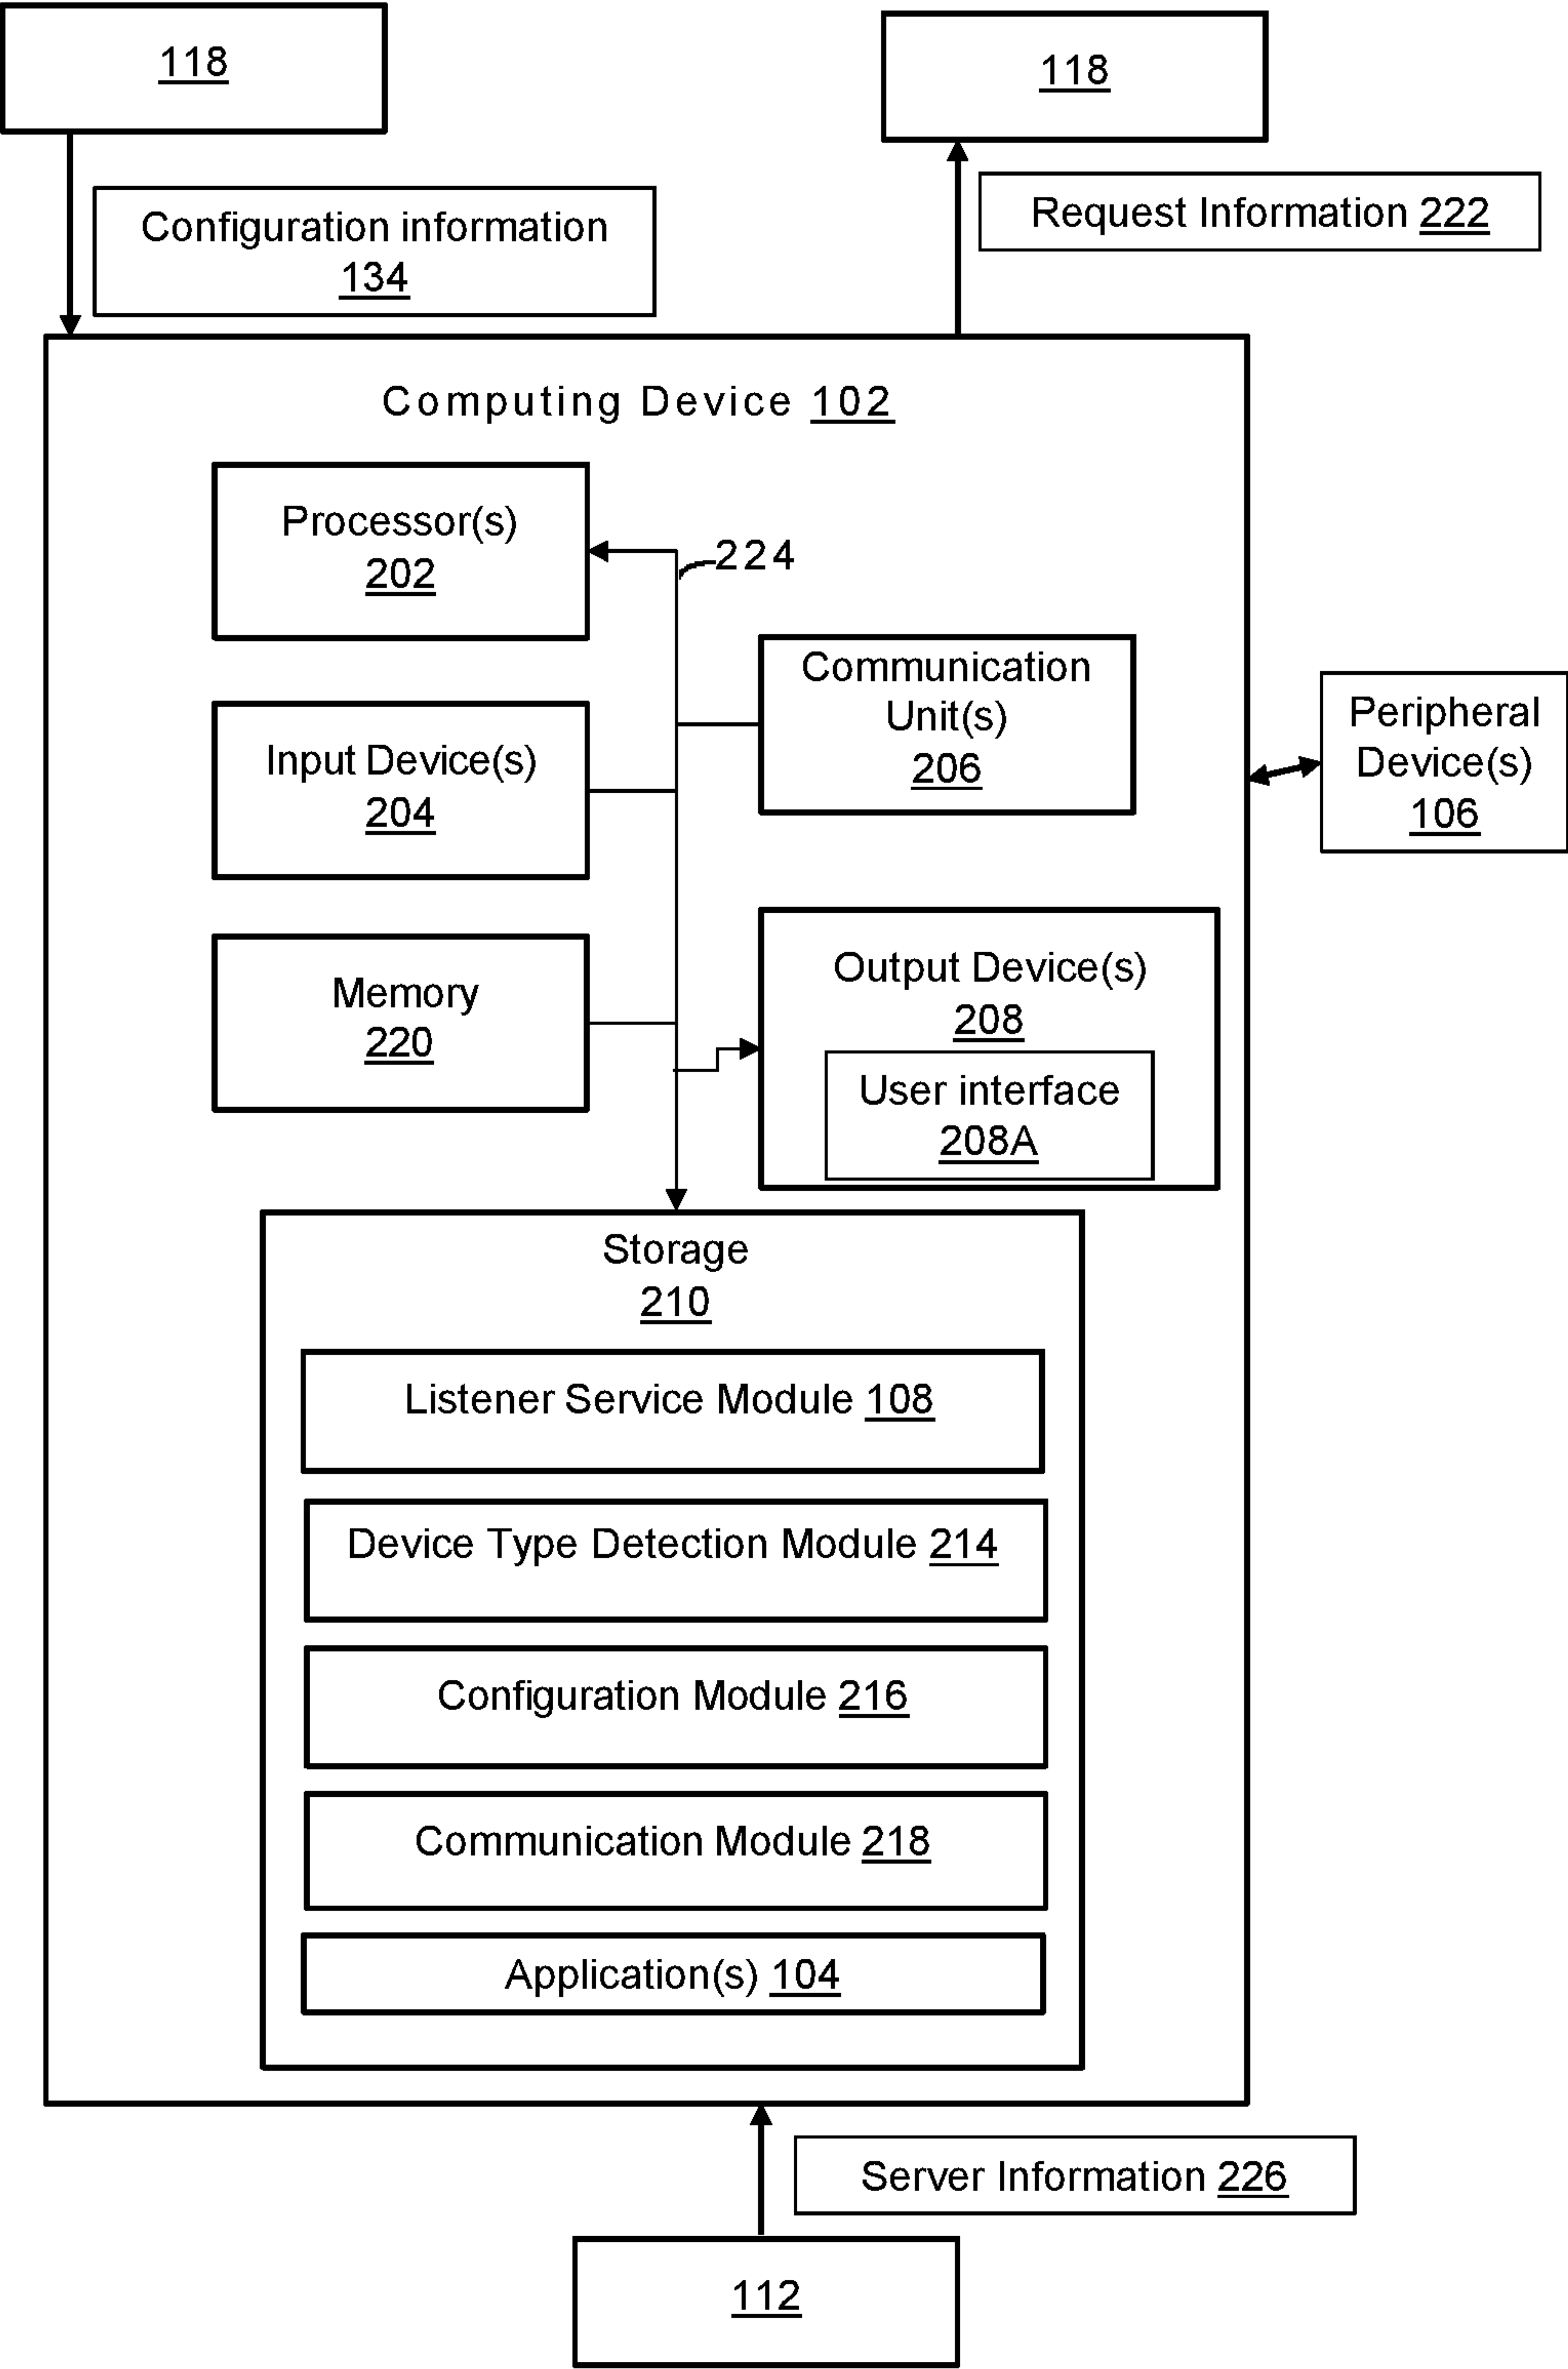 118
118
Configuration information
134
Request Information 222
Computing Device 102
Processor(s)
202
224
Communication
Unit(s)
206
Input Device(s)
204
Peripheral
Device(s)
106
Memory
220
Output Device(s)
208
User interface
208A
Storage
210
Listener Service Module 108
Device Type Detection Module 214
Configuration Module 216
Communication Module 218
Application(s) 104
Server Information 226
112